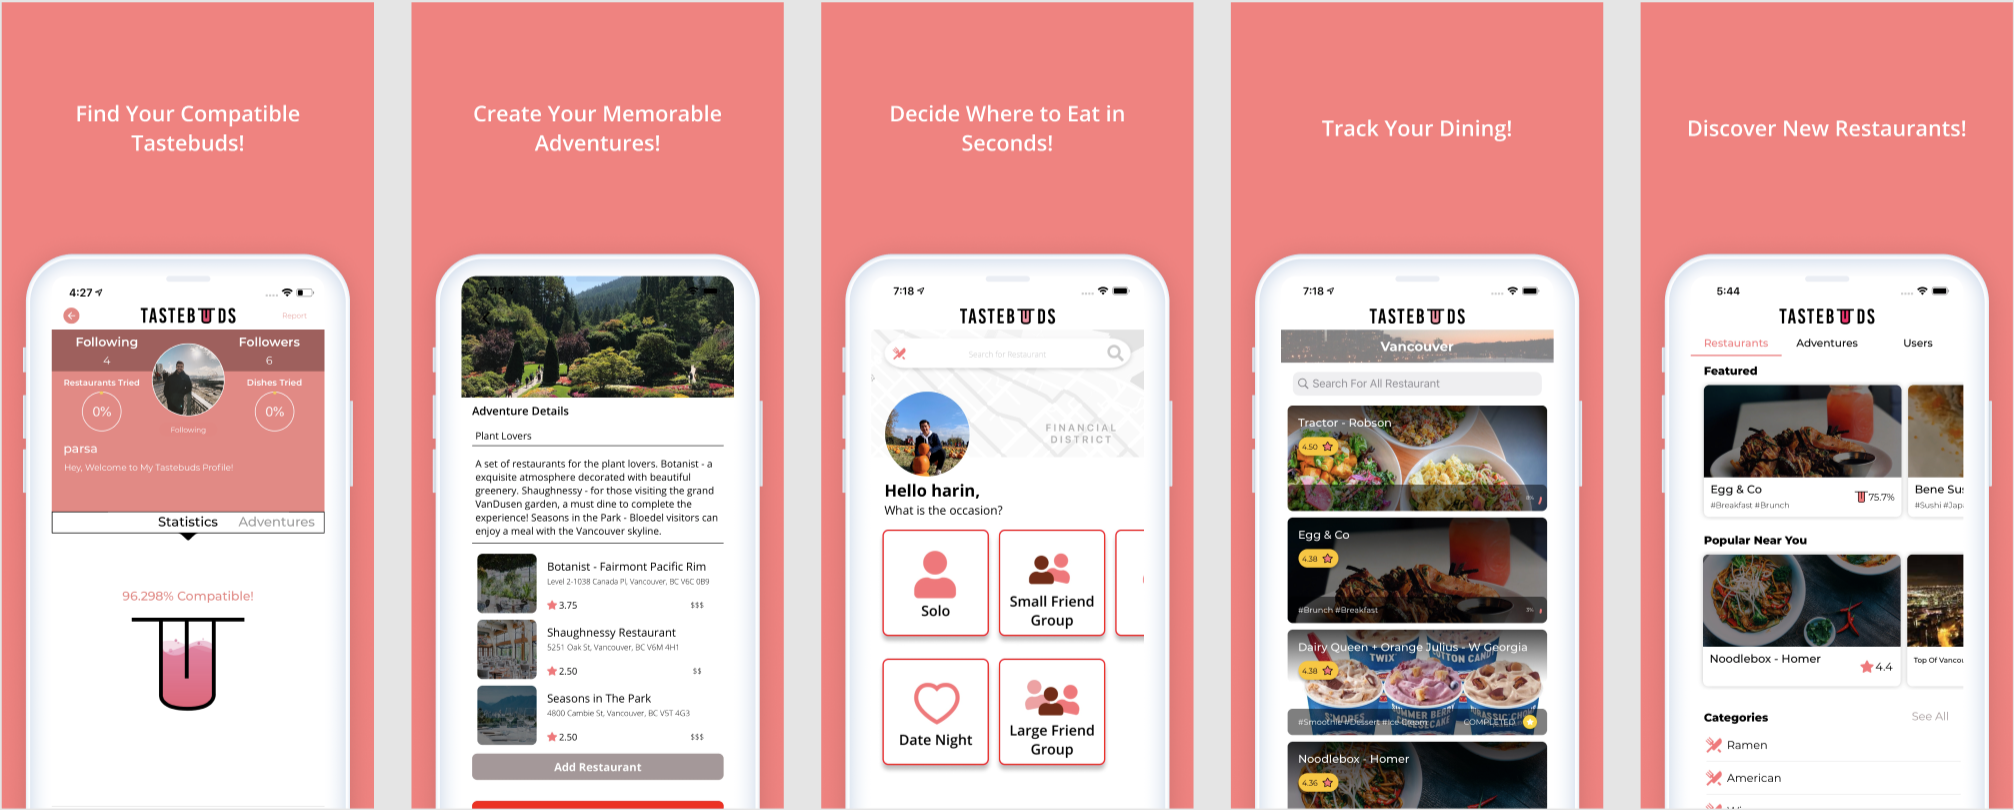 Find Your Compatible
Tastebuds!
4:27
TASTEBUDS
Report
Following
4
Followers
6
Restaurants Tried
0%
Dishes Tried
0%
Following
parsa
Hey, Welcome to My Tastebuds Profile!
Statistics
Adventures
96.298% Compatible!
Create Your Memorable
Adventures!
Adventure Details
Plant Lovers
A set of restaurants for the plant lovers. Botanist - a
exquisite atmosphere decorated with beautiful
greenery. Shaughnessy - for those visiting the grand
VanDusen garden, a must dine to complete the
experience! Seasons in the Park - Bloedel visitors can
enjoy a meal with the Vancouver skyline.
Botanist - Fairmont Pacific Rim
Level 2-1038 Canada Pl, Vancouver, BC V6C 0B9
3.75
$$$
Shaughnessy Restaurant
5251 Oak St, Vancouver, BC V6M 4H1
2.50
$$
Seasons in The Park
4800 Cambie St, Vancouver, BC V5T 4G3
2.50
$$$
Add Restaurant
Decide Where to Eat in
Seconds!
7:18
TASTEBUDS
Search for Restaurant
FINANCIAL
DISTRICT
Hello harin,
What is the occasion?
Solo
Small Friend
Group
Date Night
Large Friend
Group
Track Your Dining!
7:18
TASTEBUDS
Vancouver
Search For All Restaurant
Tractor - Robson
4.50
Egg & Co
4.38
#Brunch #Breakfast
Dairy Queen + Orange Julius - W Georgia
TWIX
COTTON CANDY
4.38
S'MORES
SUMMER BERRY
CHEESECAKE
#Smoothie #Dessert #Ice Cream
COMPLETED
Noodlebox - Homer
4.36
Discover New Restaurants!
5:44
TASTEBUDS
Restaurants
Adventures
Users
Featured
Egg & Co
75.7%
#Breakfast #Brunch
Bene Su
#Sushi #Jap
Popular Near You
Noodlebox - Homer
4.4
Top Of Vancou
Categories
See All
Ramen
American